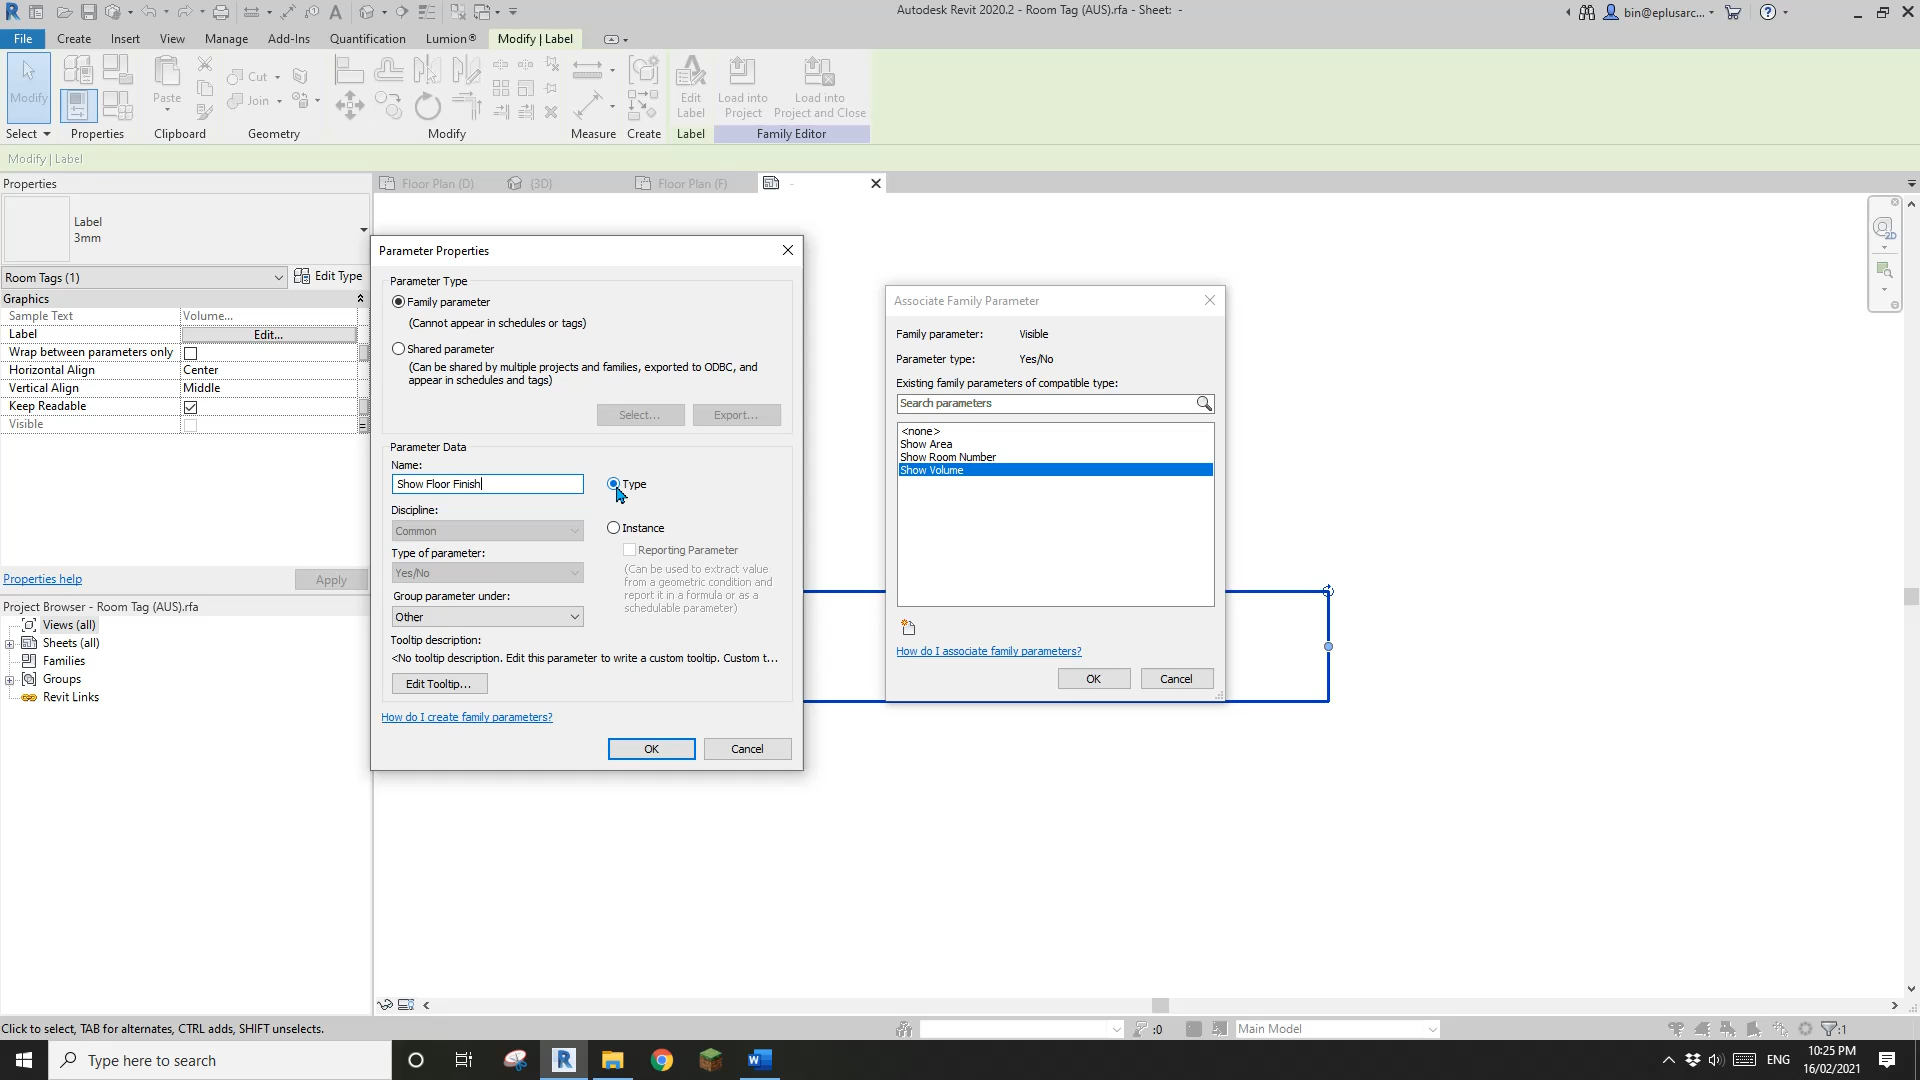 Autodesk Revit 2020.2 - Room Tag (AUS).rfa - Sheet: -
bin@eplusarc...
File Create Insert View Manage Add-Ins Quantification Lumion® Modify | Label
Modify
Paste
Cut
Join
Edit Label
Load into Project
Load into Project and Close
Select Properties Clipboard Geometry Modify Measure Create Label Family Editor
Modify | Label
Properties
Floor Plan (D)
{3D}
Floor Plan (F)
-
Label
3mm
Room Tags (1)
Edit Type
Graphics
Sample Text Volume...
Label Edit...
Wrap between parameters only
Horizontal Align Center
Vertical Align Middle
Keep Readable
Visible
=
Properties help
Apply
Project Browser - Room Tag (AUS).rfa
Views (all)
Sheets (all)
Families
Groups
Revit Links
Parameter Properties
Parameter Type
Family parameter
(Cannot appear in schedules or tags)
Shared parameter
(Can be shared by multiple projects and families, exported to ODBC, and
appear in schedules and tags)
Select... Export...
Parameter Data
Name:
Show Floor Finish
Type
Discipline:
Common
Instance
Type of parameter:
Reporting Parameter
Yes/No
(Can be used to extract value
from a geometric condition and
report it in a formula or as a
schedulable parameter)
Group parameter under:
Other
Tooltip description:
<No tooltip description. Edit this parameter to write a custom tooltip. Custom t...
Edit Tooltip...
How do I create family parameters?
OK Cancel
Associate Family Parameter
Family parameter: Visible
Parameter type: Yes/No
Existing family parameters of compatible type:
Search parameters
<none>
Show Area
Show Room Number
Show Volume
How do I associate family parameters?
OK Cancel
2D
Click to select, TAB for alternates, CTRL adds, SHIFT unselects.
:0
Main Model
:1
Type here to search
ENG
10:25 PM
16/02/2021